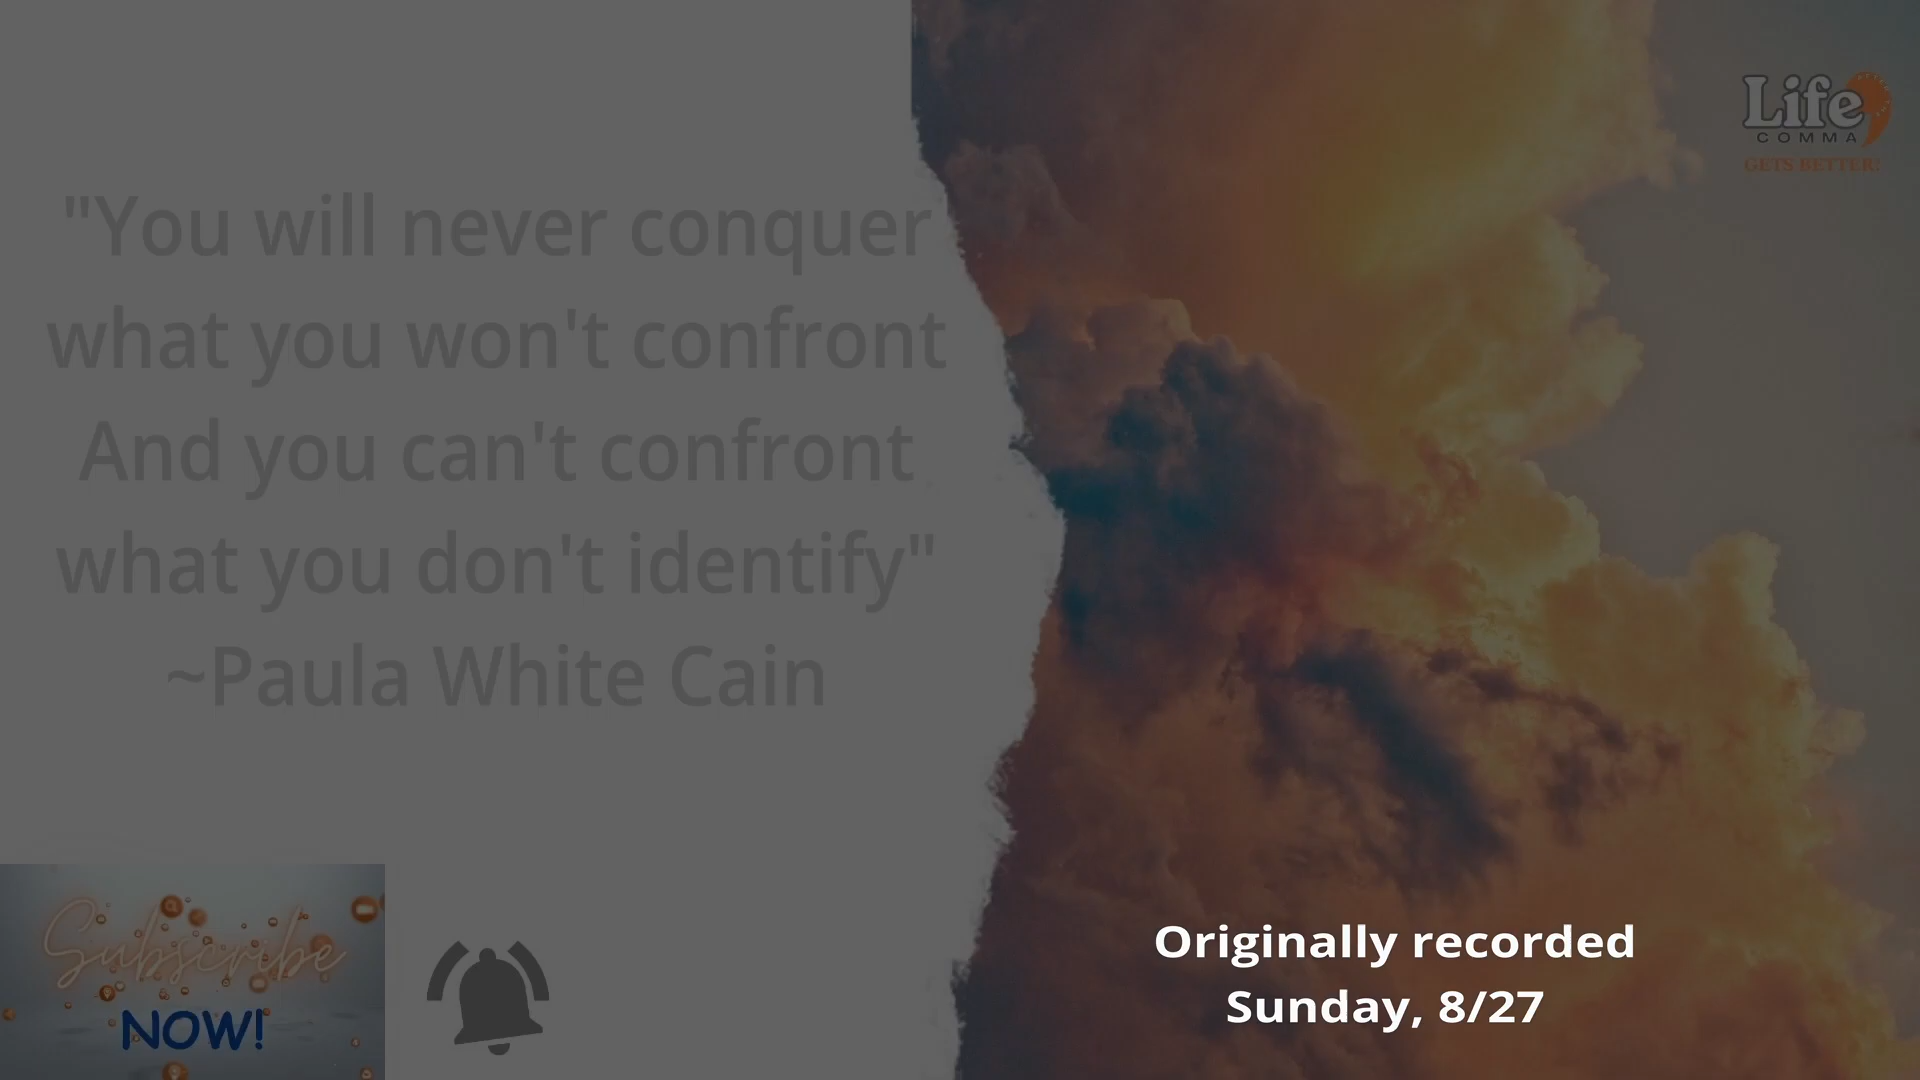 "You will never conquer
what you won't confront
And you can't confront
what you don't identify"
~Paula White Cain
Life
COMMA
GETS BETTER!
Subscribe
NOW!
Originally recorded
Sunday, 8/27